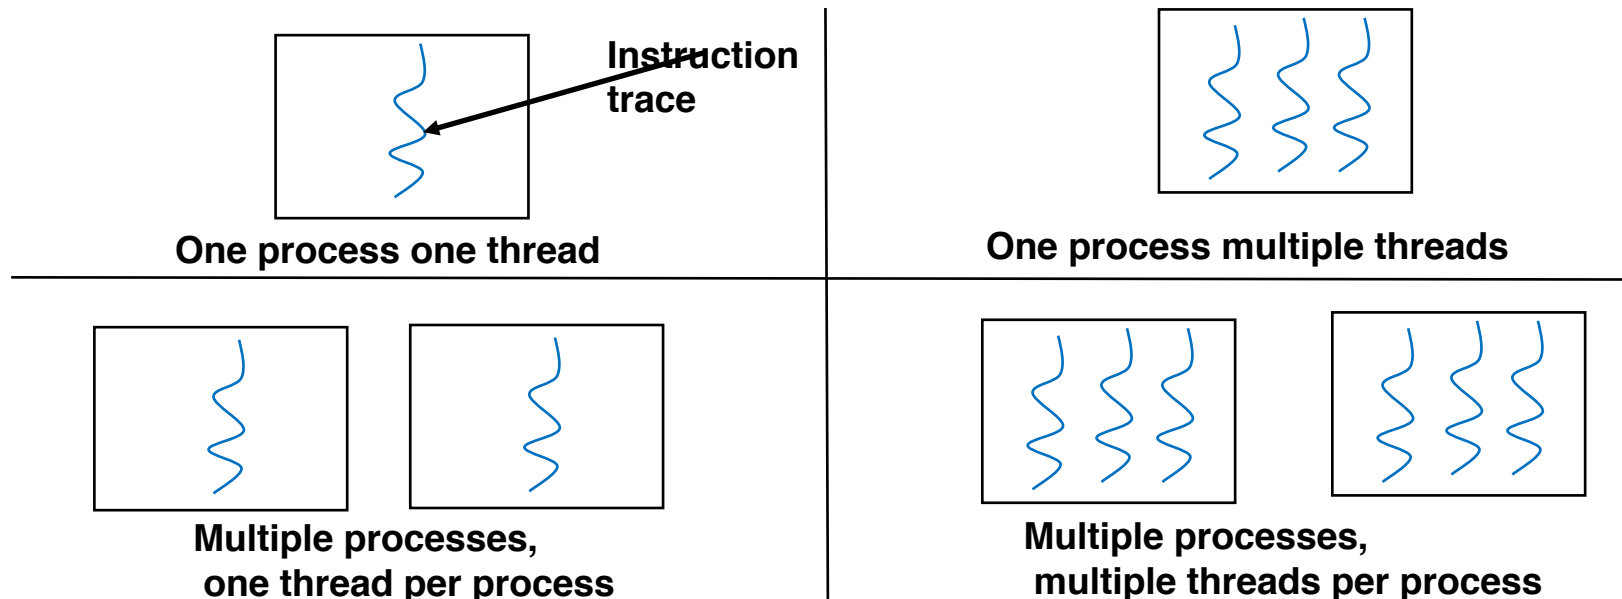 Instruction
trace
One process one thread
One process multiple threads
Multiple processes,
one thread per process
Multiple processes,
multiple threads per process